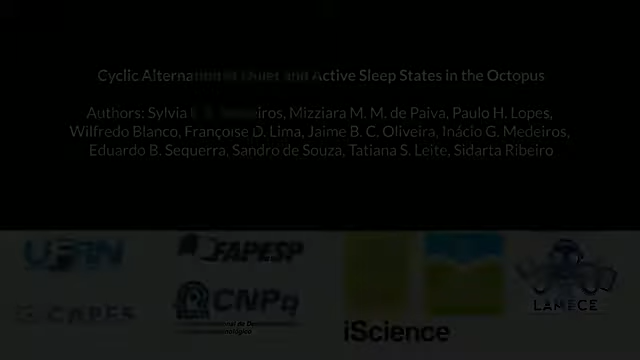 Cyclic Alternation of Quiet and Active Sleep States in the Octopus
Authors: Sylvia L. S. Medeiros, Mizziara M. M. de Paiva, Paulo H. Lopes,
Wilfredo Blanco, Françoise D. Lima, Jaime B. C. Oliveira, Inácio G. Medeiros,
Eduardo B. Sequerra, Sandro de Souza, Tatiana S. Leite, Sidarta Ribeiro
UFRN
FAPESP
CAPES
CNPq
iScience
LAMECE